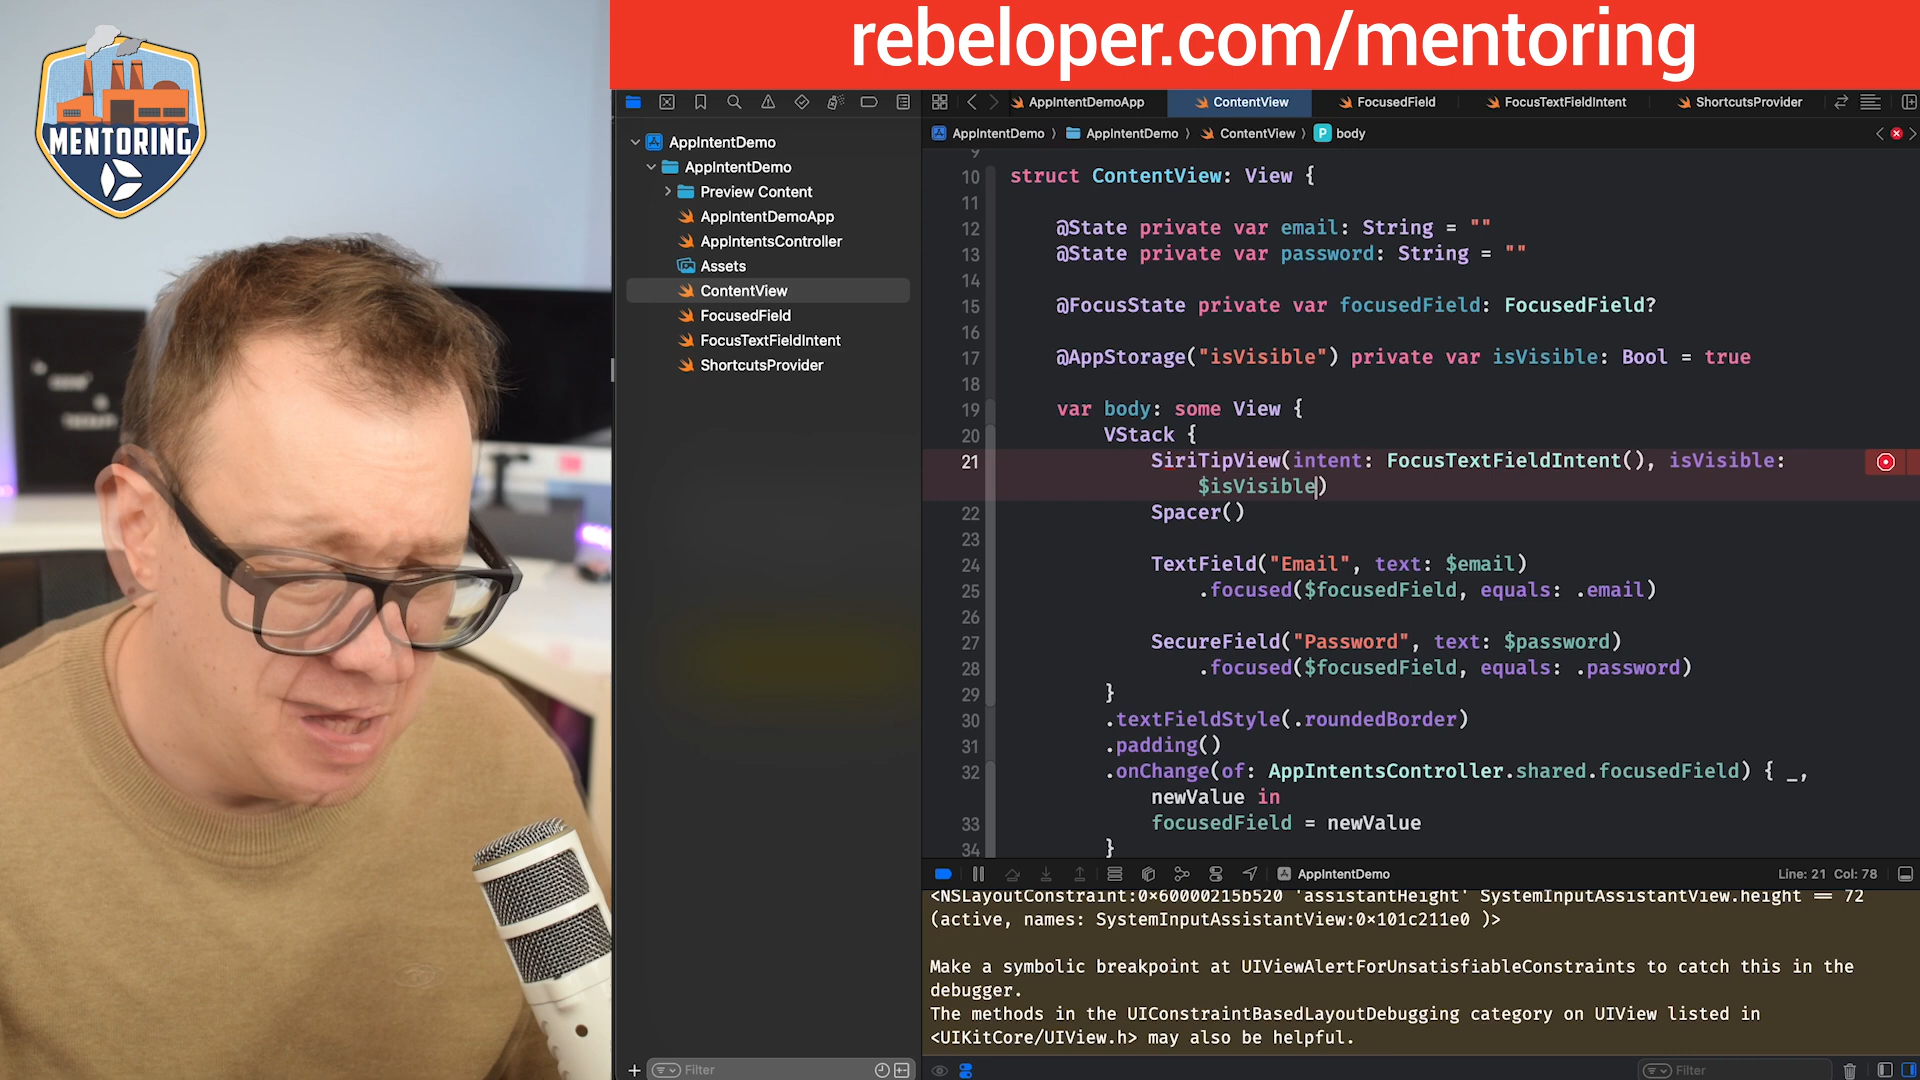 rebeloper.com/mentoring
MENTORING
AppIntentDemoApp
ContentView
FocusedField
FocusTextFieldIntent
ShortcutsProvider
AppIntentDemo
AppIntentDemo
ContentView
body
AppIntentDemo
AppIntentDemo
Preview Content
AppIntentDemoApp
AppIntentsController
Assets
ContentView
FocusedField
FocusTextFieldIntent
ShortcutsProvider
9
10 struct ContentView: View {
11
12 @State private var email: String = ""
13 @State private var password: String = ""
14
15 @FocusState private var focusedField: FocusedField?
16
17 @AppStorage("isVisible") private var isVisible: Bool = true
18
19 var body: some View {
20 VStack {
21 SiriTipView(intent: FocusTextFieldIntent(), isVisible:
$isVisible)
22 Spacer()
23
24 TextField("Email", text: $email)
25 .focused($focusedField, equals: .email)
26
27 SecureField("Password", text: $password)
28 .focused($focusedField, equals: .password)
29 }
30 .textFieldStyle(.roundedBorder)
31 .padding()
32 .onChange(of: AppIntentsController.shared.focusedField) { _,
newValue in
33 focusedField = newValue
34 }
AppIntentDemo
Line: 21 Col: 78
<NSLayoutConstraint:0x60000215b520 'assistantHeight' SystemInputAssistantView.height == 72
(active, names: SystemInputAssistantView:0x101c211e0 )>
Make a symbolic breakpoint at UIViewAlertForUnsatisfiableConstraints to catch this in the
debugger.
The methods in the UIConstraintBasedLayoutDebugging category on UIView listed in
<UIKitCore/UIView.h> may also be helpful.
Filter
Filter